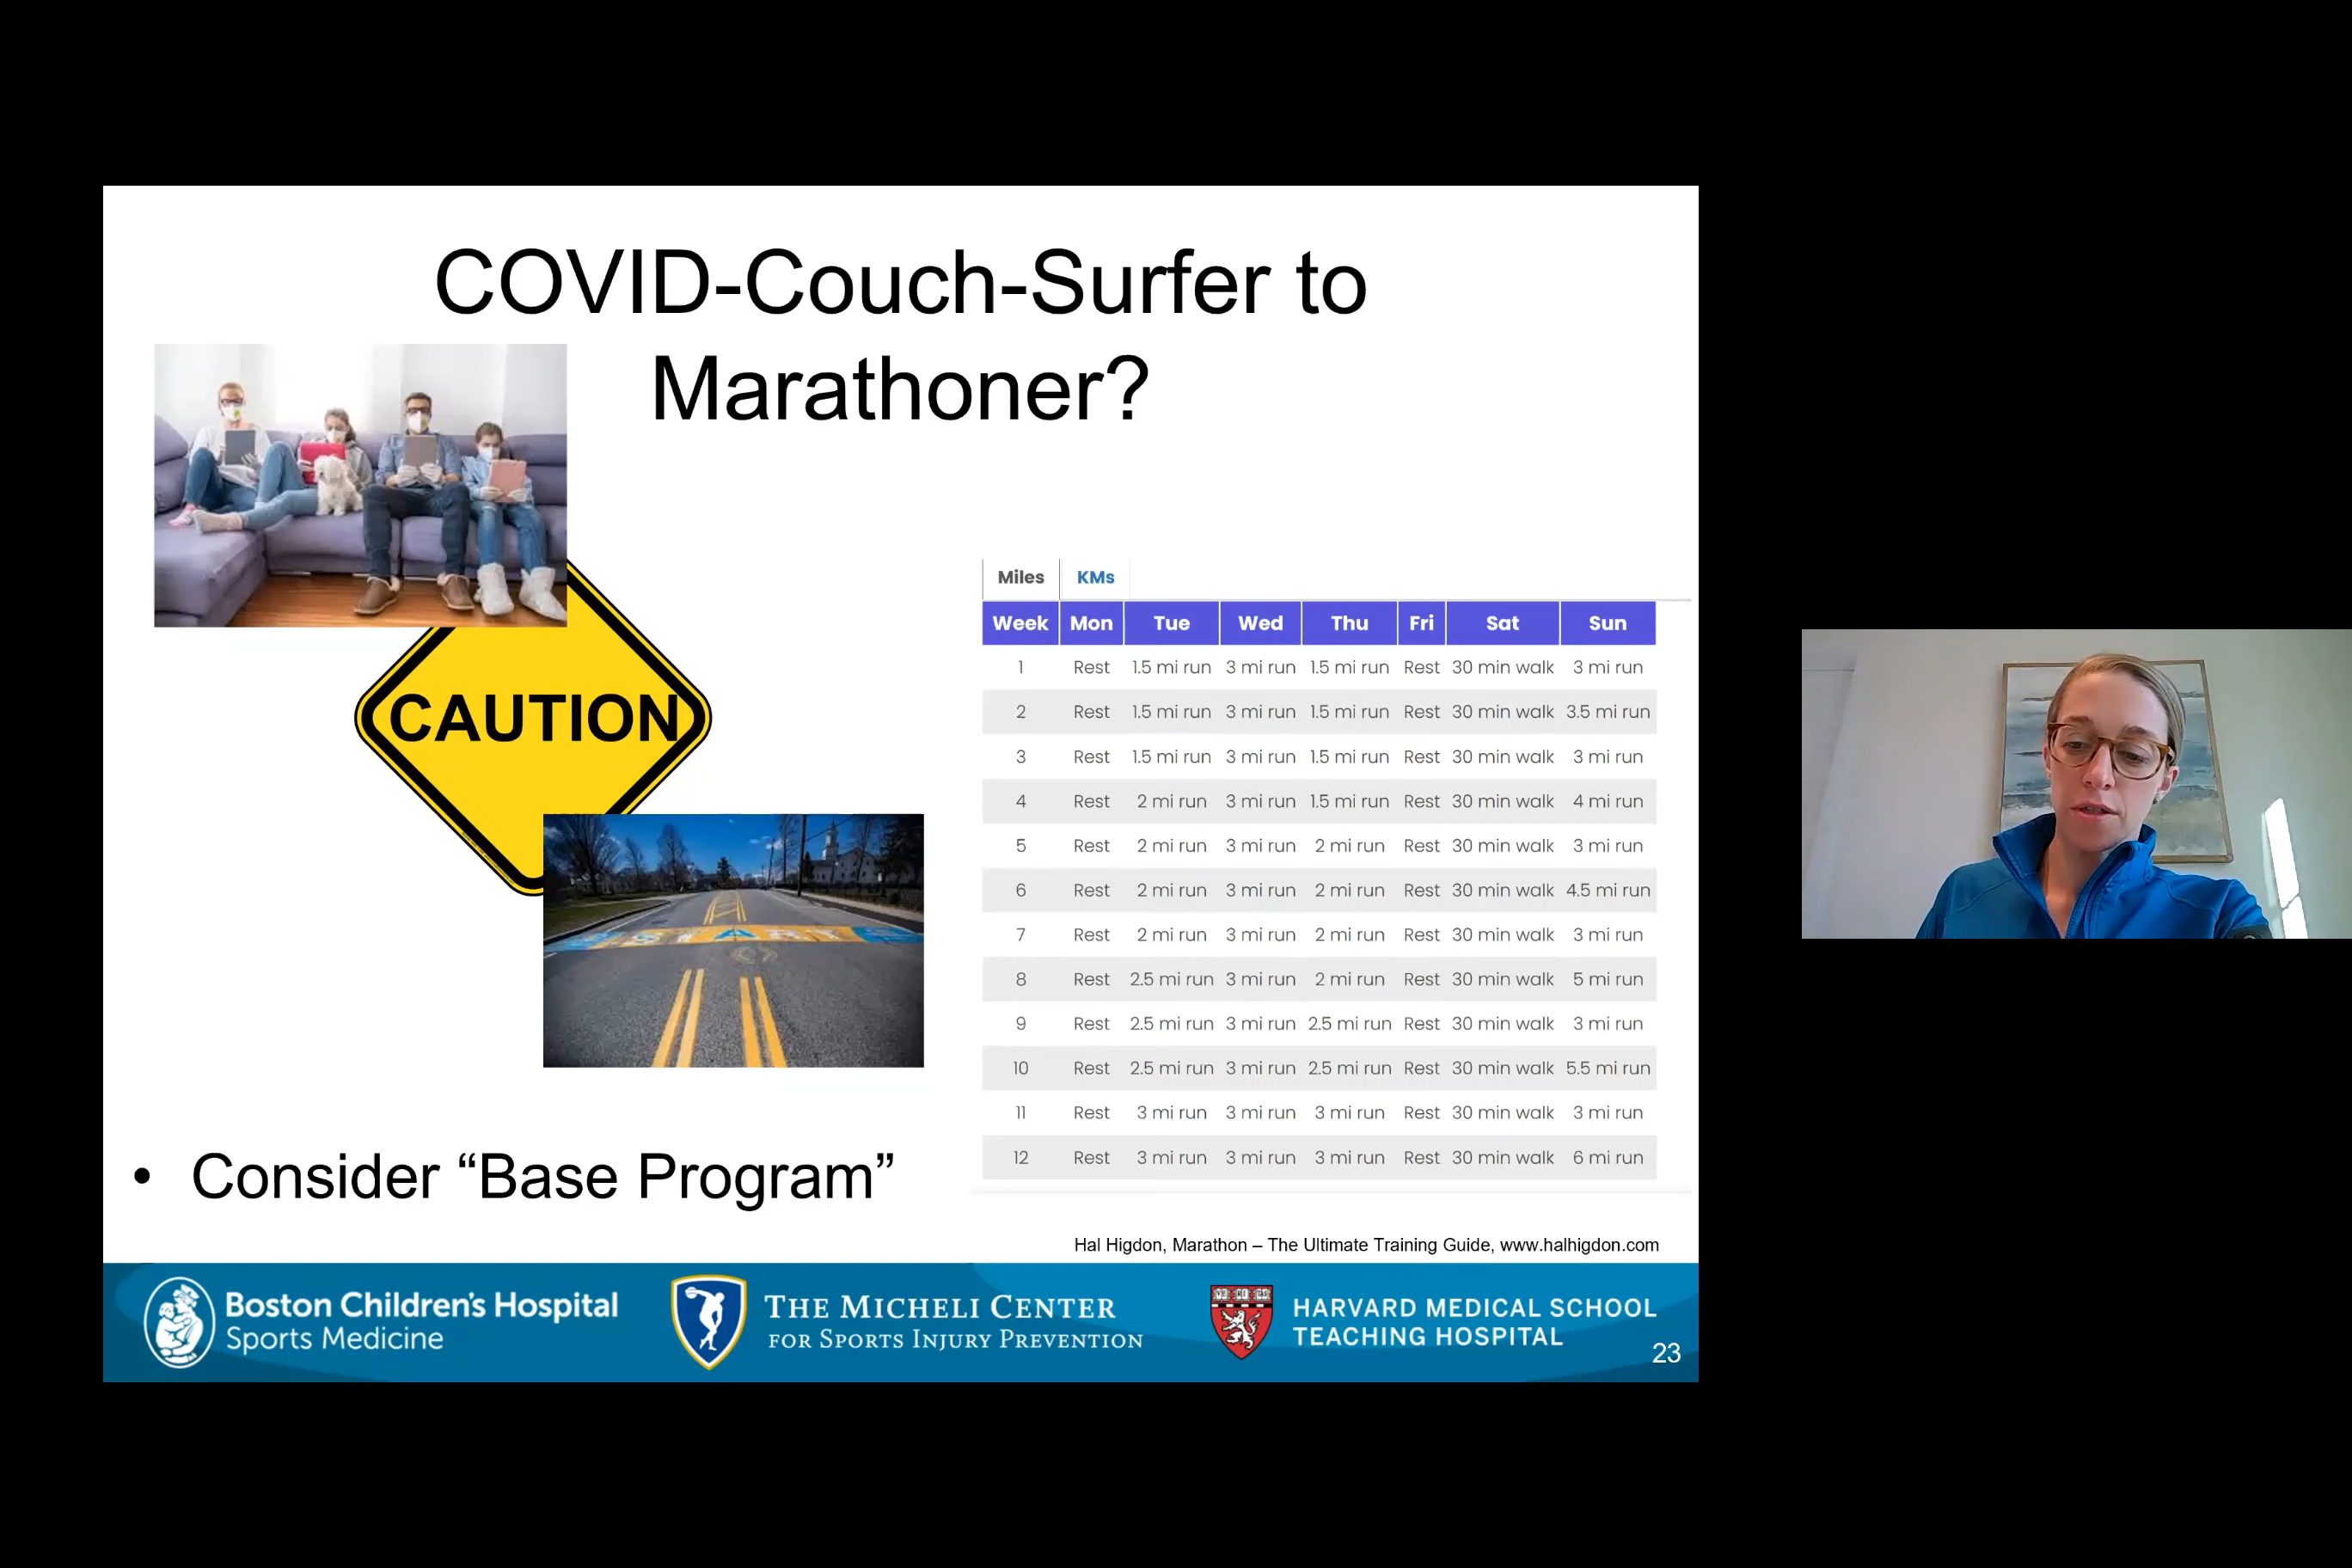 COVID-Couch-Surfer to
Marathoner?
CAUTION
START
Miles KMs
Week Mon Tue Wed Thu Fri Sat Sun
1 Rest 1.5 mi run 3 mi run 1.5 mi run Rest 30 min walk 3 mi run
2 Rest 1.5 mi run 3 mi run 1.5 mi run Rest 30 min walk 3.5 mi run
3 Rest 1.5 mi run 3 mi run 1.5 mi run Rest 30 min walk 3 mi run
4 Rest 2 mi run 3 mi run 1.5 mi run Rest 30 min walk 4 mi run
5 Rest 2 mi run 3 mi run 2 mi run Rest 30 min walk 3 mi run
6 Rest 2 mi run 3 mi run 2 mi run Rest 30 min walk 4.5 mi run
7 Rest 2 mi run 3 mi run 2 mi run Rest 30 min walk 3 mi run
8 Rest 2.5 mi run 3 mi run 2 mi run Rest 30 min walk 5 mi run
9 Rest 2.5 mi run 3 mi run 2.5 mi run Rest 30 min walk 3 mi run
10 Rest 2.5 mi run 3 mi run 2.5 mi run Rest 30 min walk 5.5 mi run
11 Rest 3 mi run 3 mi run 3 mi run Rest 30 min walk 3 mi run
12 Rest 3 mi run 3 mi run 3 mi run Rest 30 min walk 6 mi run
• Consider “Base Program”
Hal Higdon, Marathon – The Ultimate Training Guide, www.halhigdon.com
Boston Children's Hospital
Sports Medicine
THE MICHELI CENTER
FOR SPORTS INJURY PREVENTION
HARVARD MEDICAL SCHOOL
TEACHING HOSPITAL
23